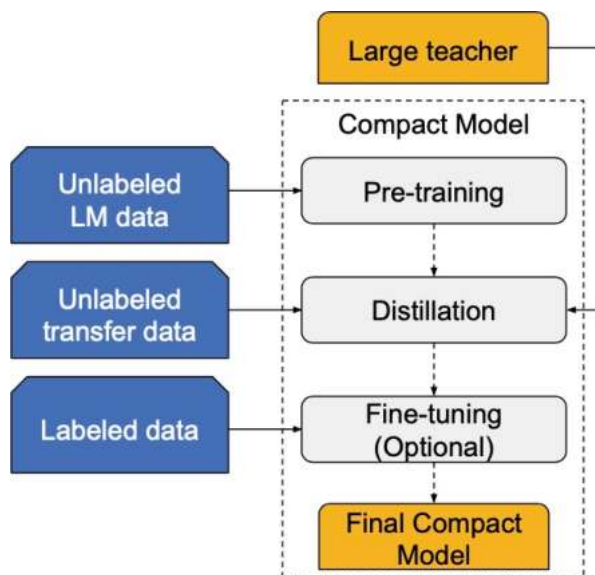 Large teacher
Compact Model
Unlabeled
LM data
Pre-training
Unlabeled
transfer data
Distillation
Labeled data
Fine-tuning
(Optional)
Final Compact
Model